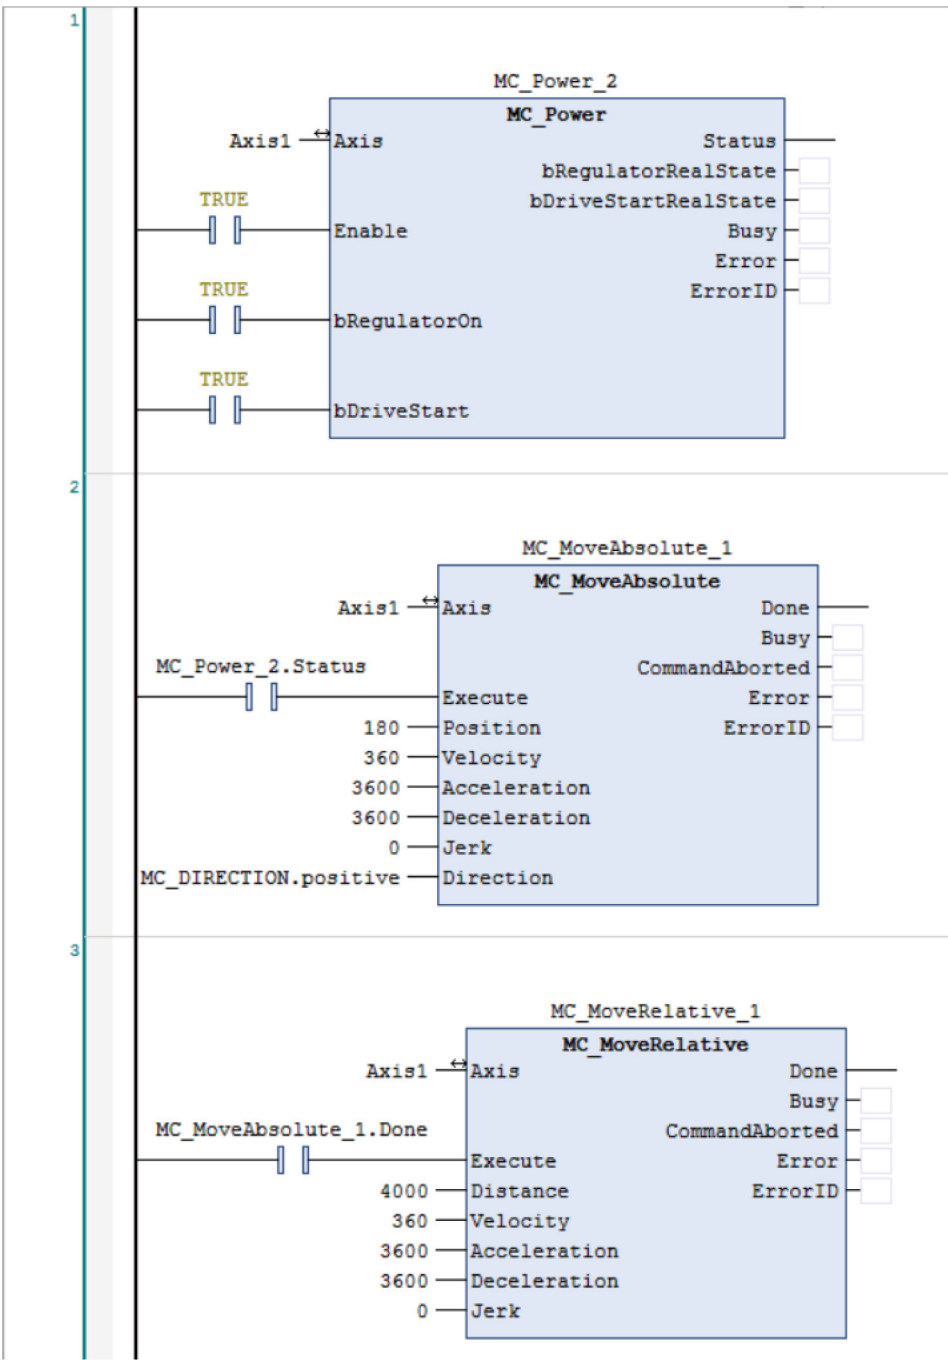 1
MC_Power_2
MC_Power
Axis1 Axis Status
bRegulatorRealState
TRUE bDriveStartRealState
Enable Busy
Error
TRUE ErrorID
bRegulatorOn
TRUE
bDriveStart
2
MC_MoveAbsolute_1
MC_MoveAbsolute
Axis1 Axis Done
Busy
MC_Power_2.Status CommandAborted
Execute Error
180 Position ErrorID
360 Velocity
3600 Acceleration
3600 Deceleration
0 Jerk
MC_DIRECTION.positive Direction
3
MC_MoveRelative_1
MC_MoveRelative
Axis1 Axis Done
Busy
MC_MoveAbsolute_1.Done CommandAborted
Execute Error
4000 Distance ErrorID
360 Velocity
3600 Acceleration
3600 Deceleration
0 Jerk